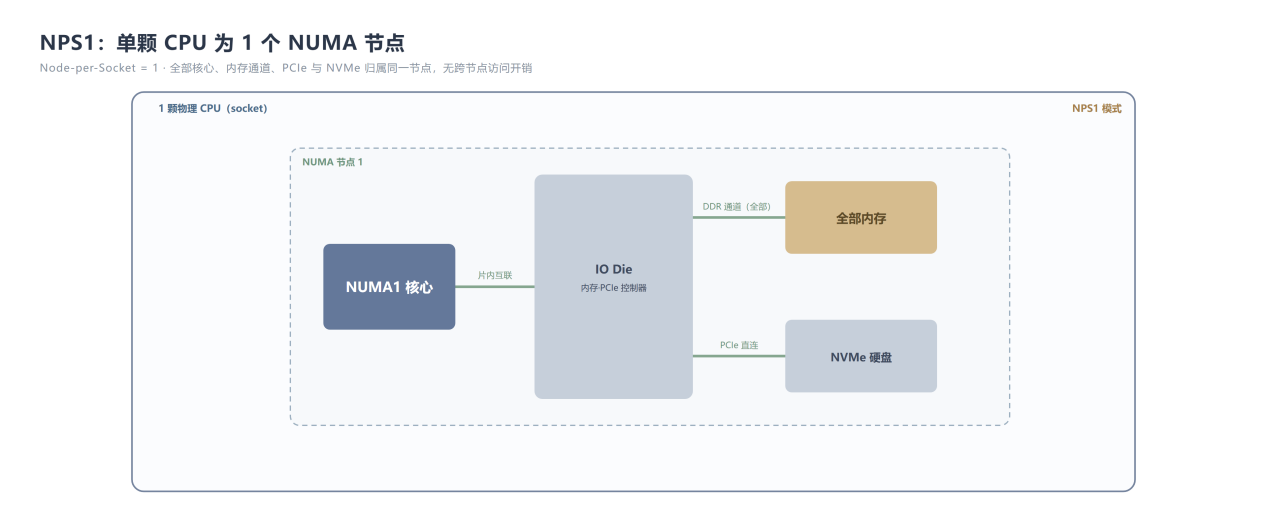 NPS1：单颗 CPU 为 1 个 NUMA 节点
Node-per-Socket = 1 · 全部核心、内存通道、PCIe 与 NVMe 归属同一节点，无跨节点访问开销
1 颗物理 CPU（socket）
NPS1 模式
NUMA 节点 1
DDR 通道（全部）
全部内存
IO Die
内存·PCIe 控制器
片内互联
NUMA1 核心
PCIe 直连
NVMe 硬盘